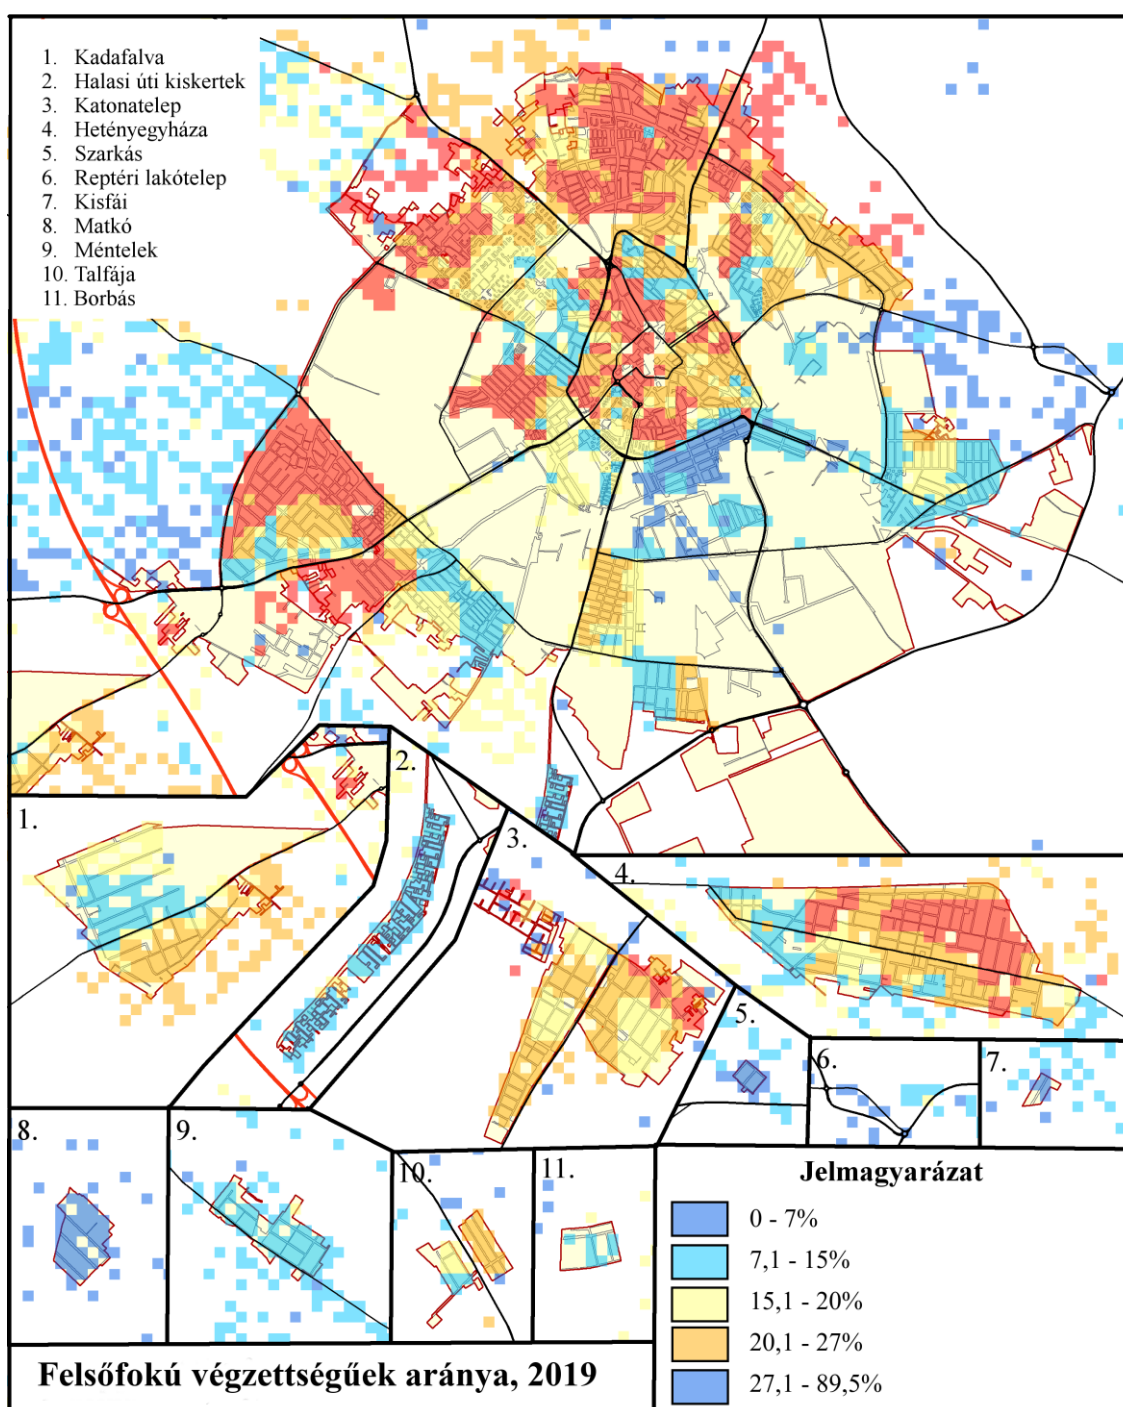 1. Kadafalva
2. Halasi úti kiskertek
3. Katonatelep
4. Hetényegyháza
5. Szarkás
6. Reptéri lakótelep
7. Kisfái
8. Matkó
9. Méntelek
10. Talfája
11. Borbás
1.
2.
3.
4.
5.
6.
7.
8.
9.
10.
11.
Jelmagyarázat
0 - 7%
7,1 - 15%
15,1 - 20%
20,1 - 27%
27,1 - 89,5%
Felsőfokú végzettségűek aránya, 2019